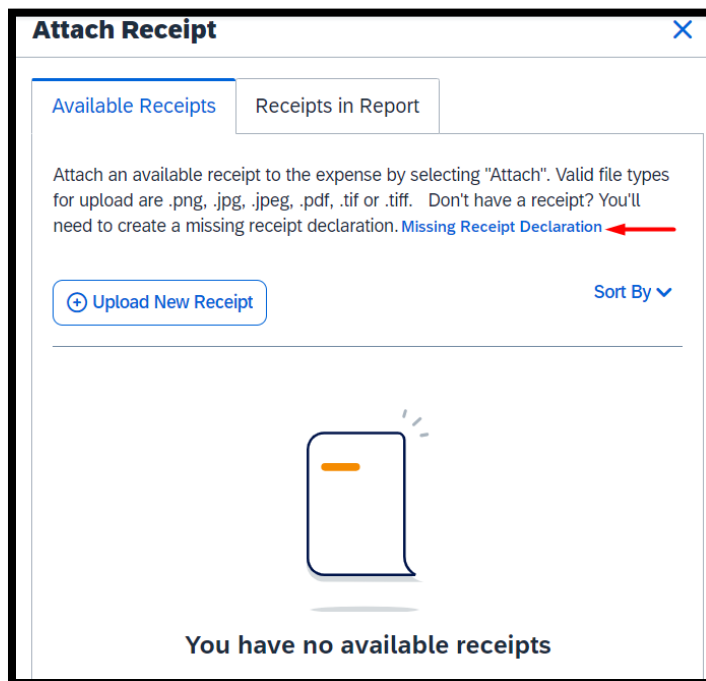 Attach Receipt
Available Receipts
Receipts in Report
Attach an available receipt to the expense by selecting "Attach". Valid file types
for upload are .png, .jpg, .jpeg, .pdf, .tif or .tiff. Don't have a receipt? You'll
need to create a missing receipt declaration. Missing Receipt Declaration
Upload New Receipt
Sort By
You have no available receipts